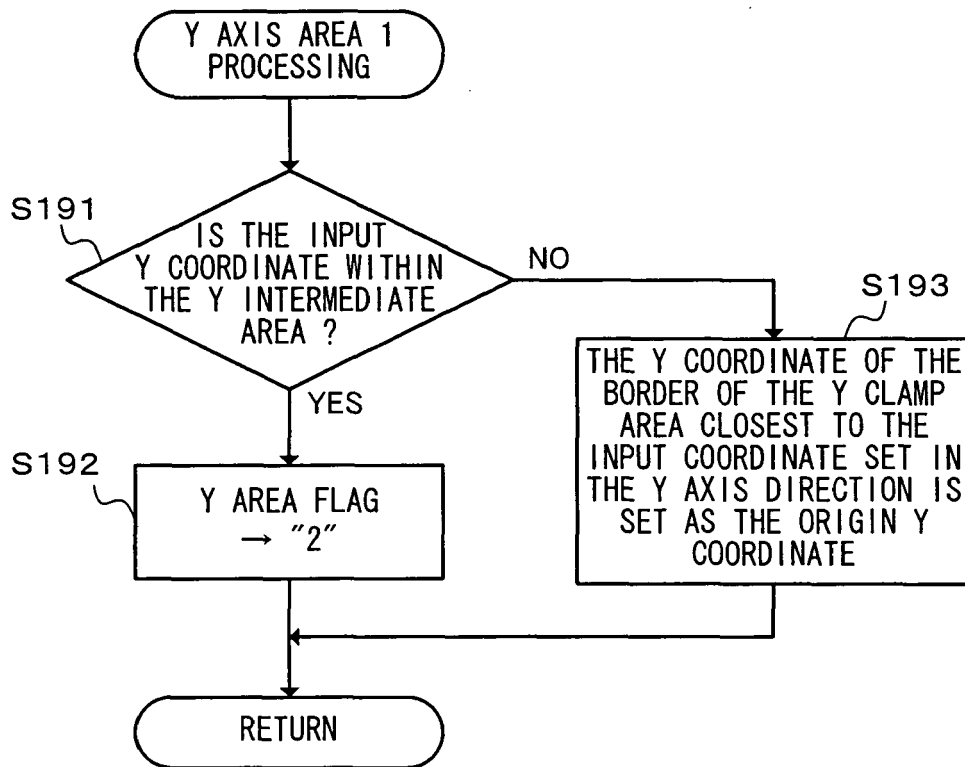 Y AXIS AREA 1
PROCESSING
S191
IS THE INPUT
Y COORDINATE WITHIN
THE Y INTERMEDIATE
AREA ?
NO
YES
S193
THE Y COORDINATE OF THE
BORDER OF THE Y CLAMP
AREA CLOSEST TO THE
INPUT COORDINATE SET IN
THE Y AXIS DIRECTION IS
SET AS THE ORIGIN Y
COORDINATE
S192
Y AREA FLAG
→ "2"
RETURN